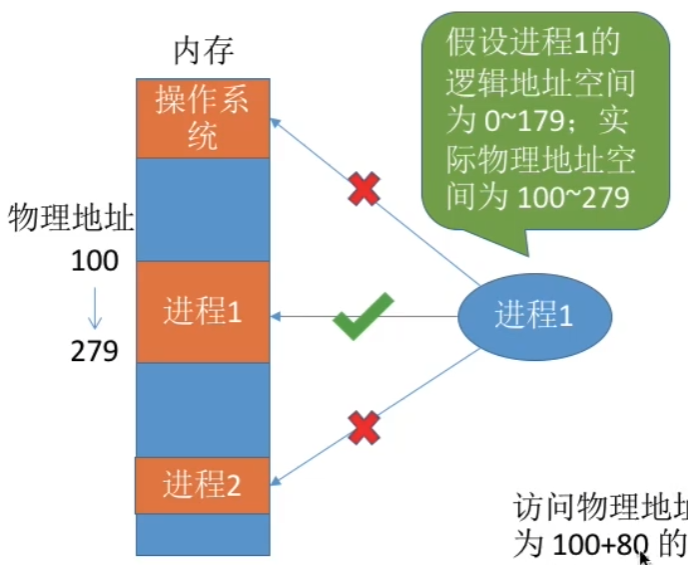 内存
操作系
统
物理地址
100
279
进程1
进程2
假设进程1的
逻辑地址空间
为 0~179；实
际物理地址空
间为 100~279
进程1
访问物理地址
为 100+80 的